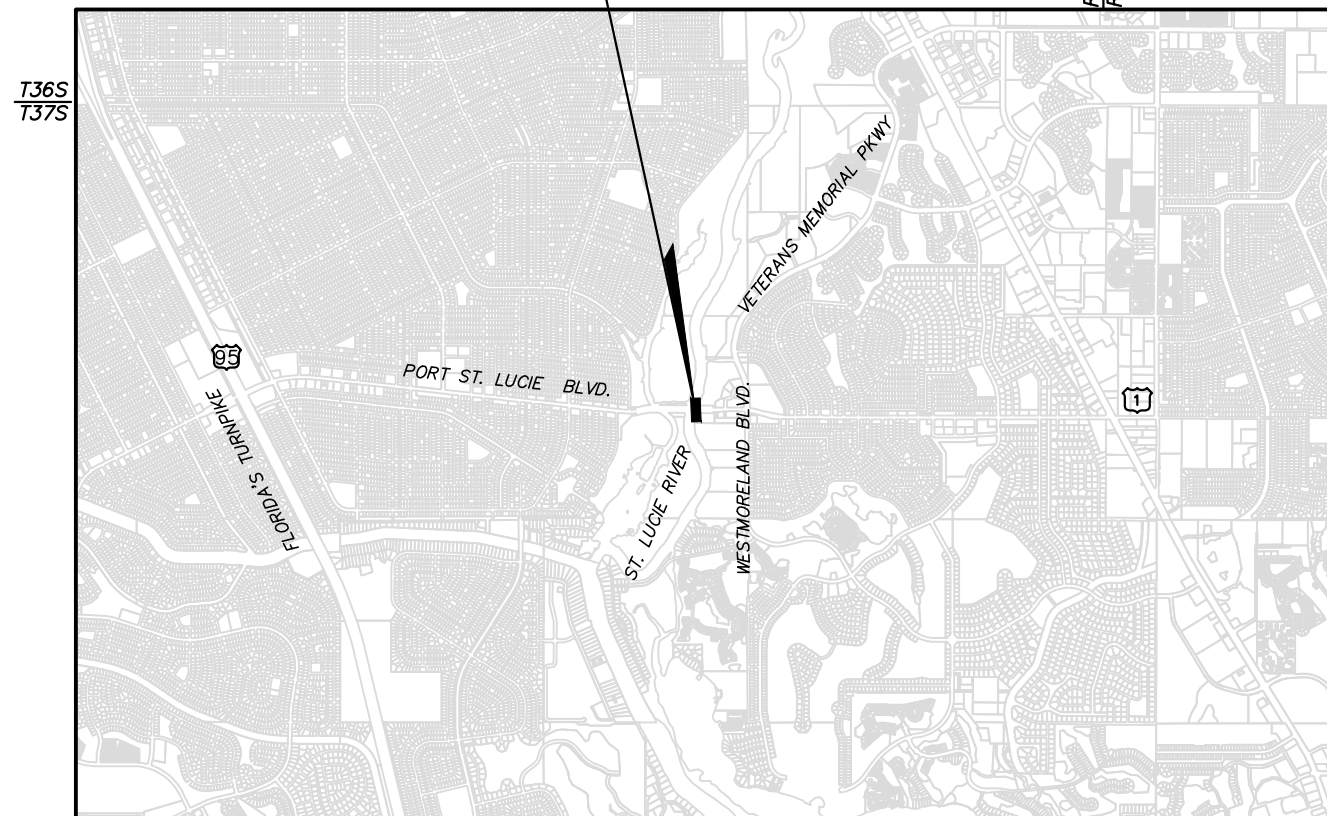 T36S
T37S
VETERANS MEMORIAL PKWY
95
PORT ST. LUCIE BLVD.
1
FLORIDA'S TURNPIKE
ST. LUCIE RIVER
WESTMORELAND BLVD.